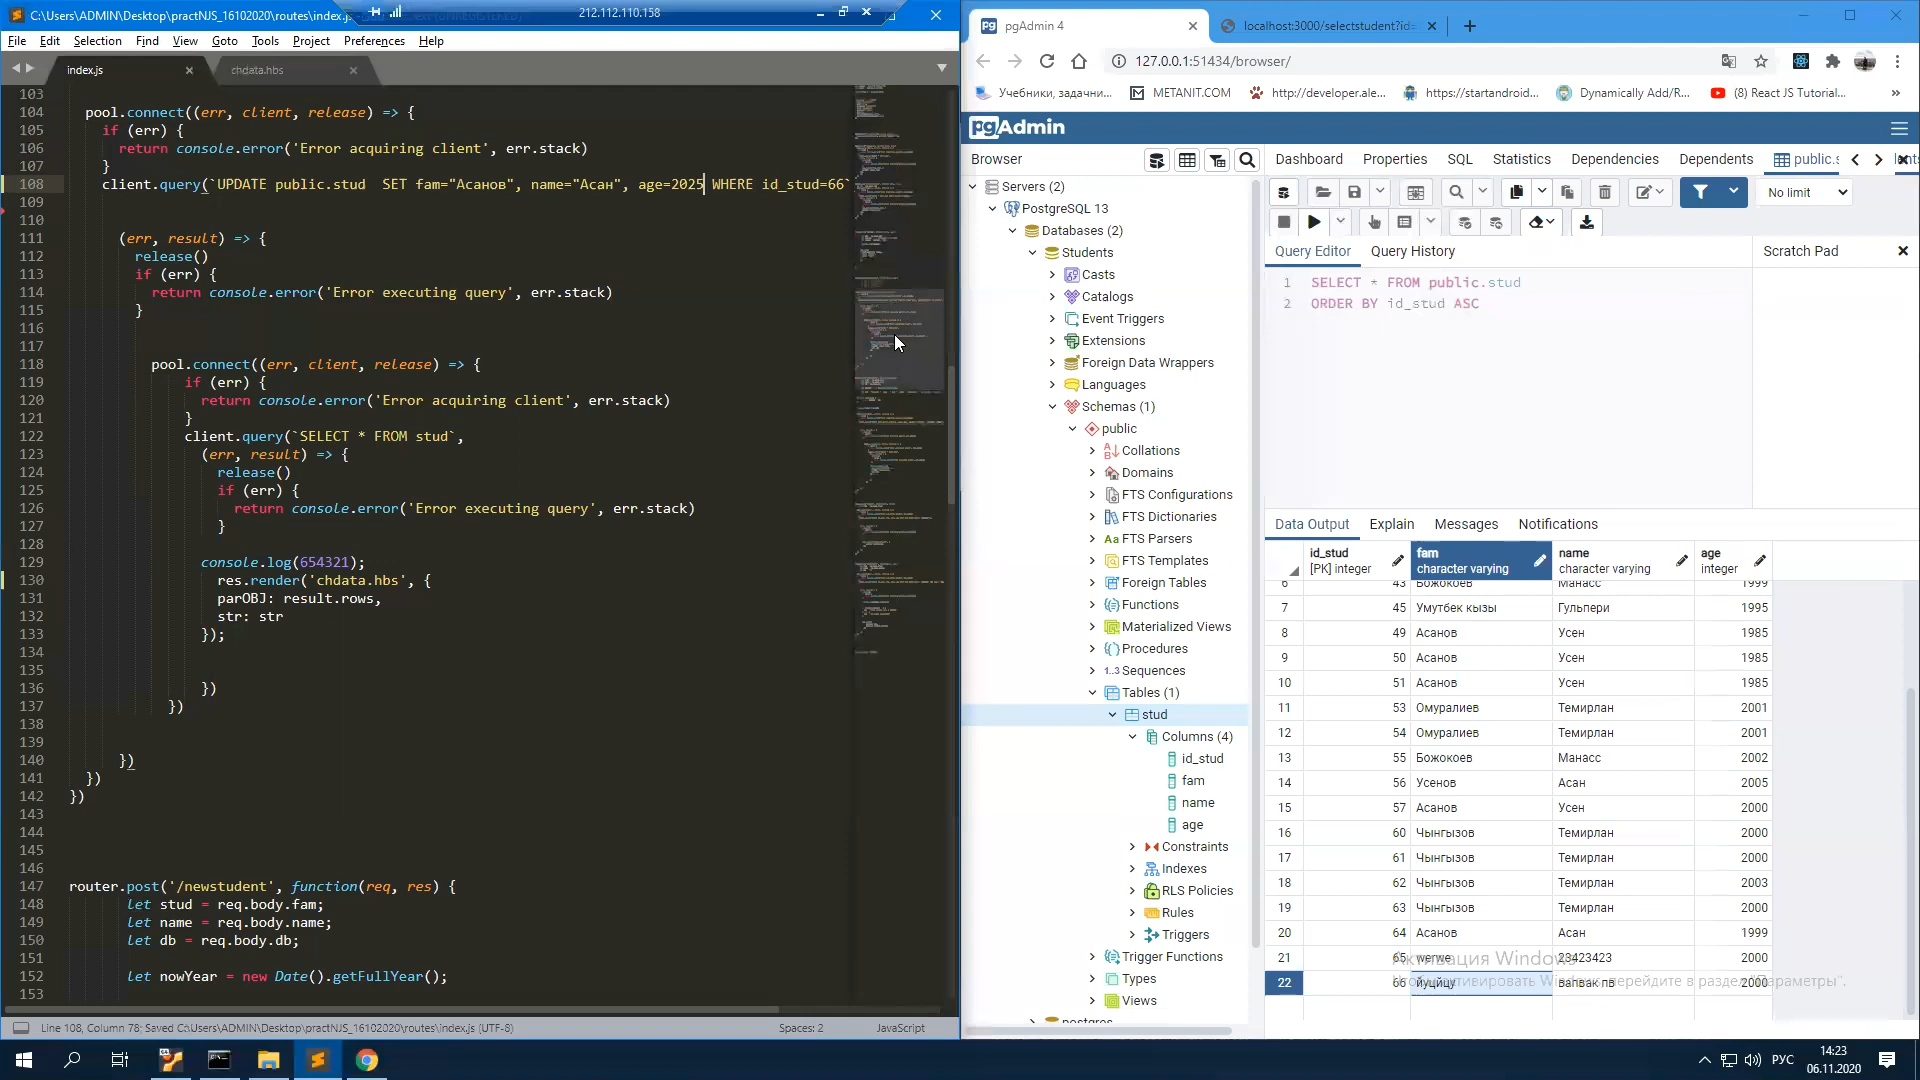 C:\Users\ADMIN\Desktop\practNJS_16102020\routes\index.js
212.112.110.158
File Edit Selection Find View Goto Tools Project Preferences Help
index.js
chdata.hbs
103
104 pool.connect((err, client, release) => {
105 if (err) {
106 return console.error('Error acquiring client', err.stack)
107 }
108 client.query(`UPDATE public.stud  SET fam="Асанов", name="Асан", age=2025 WHERE id_stud=66`
109
110
111 (err, result) => {
112 release()
113 if (err) {
114 return console.error('Error executing query', err.stack)
115 }
116
117
118 pool.connect((err, client, release) => {
119 if (err) {
120 return console.error('Error acquiring client', err.stack)
121 }
122 client.query(`SELECT * FROM stud`,
123 (err, result) => {
124 release()
125 if (err) {
126 return console.error('Error executing query', err.stack)
127 }
128
129 console.log(654321);
130 res.render('chdata.hbs', {
131 parOBJ: result.rows,
132 str: str
133 });
134
135
136 })
137 })
138
139
140 })
141 })
142 })
143
144
145
146
147 router.post('/newstudent', function(req, res) {
148 let stud = req.body.fam;
149 let name = req.body.name;
150 let db = req.body.db;
151
152 let nowYear = new Date().getFullYear();
153
Line 108, Column 78; Saved C:\Users\ADMIN\Desktop\practNJS_16102020\routes\index.js (UTF-8)
Spaces: 2
JavaScript
pgAdmin 4
localhost:3000/selectstudent?id=
127.0.0.1:51434/browser/
Учебники, задачни...
METANIT.COM
http://developer.ale...
https://startandroid...
Dynamically Add/R...
(8) React JS Tutorial...
pgAdmin
Browser
Dashboard Properties SQL Statistics Dependencies Dependents public.s
Servers (2)
PostgreSQL 13
Databases (2)
Students
Casts
Catalogs
Event Triggers
Extensions
Foreign Data Wrappers
Languages
Schemas (1)
public
Collations
Domains
FTS Configurations
FTS Dictionaries
FTS Parsers
FTS Templates
Foreign Tables
Functions
Materialized Views
Procedures
Sequences
Tables (1)
stud
Columns (4)
id_stud
fam
name
age
Constraints
Indexes
RLS Policies
Rules
Triggers
Trigger Functions
Types
Views
postgres
No limit
Query Editor Query History
Scratch Pad
1 SELECT * FROM public.stud
2 ORDER BY id_stud ASC
Data Output Explain Messages Notifications
id_stud fam name age
[PK] integer character varying character varying integer
6 43 Божокоев Манасс 1999
7 45 Умутбек кызы Гульпери 1995
8 49 Асанов Усен 1985
9 50 Асанов Усен 1985
10 51 Асанов Усен 1985
11 53 Омуралиев Темирлан 2001
12 54 Омуралиев Темирлан 2001
13 55 Божокоев Манасс 2002
14 56 Усенов Асан 2005
15 57 Асанов Усен 2000
16 60 Чынгызов Темирлан 2000
17 61 Чынгызов Темирлан 2000
18 62 Чынгызов Темирлан 2003
19 63 Чынгызов Темирлан 2000
20 64 Асанов Асан 1999
21 65 werwe 23423423 2000
22 66 йуцйцу 2000
Активация Windows
Чтобы активировать Windows, перейдите в раздел "Параметры".
РУС
14:23
06.11.2020